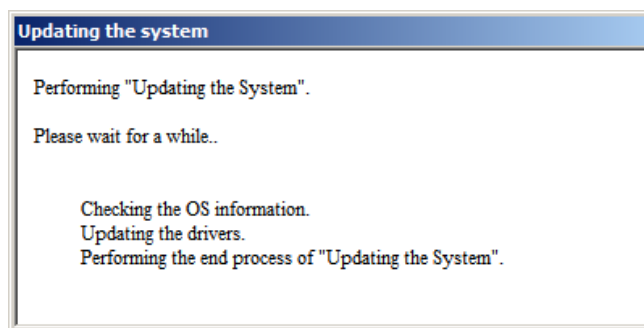 Updating the system
Performing "Updating the System".
Please wait for a while..
Checking the OS information.
Updating the drivers.
Performing the end process of "Updating the System".